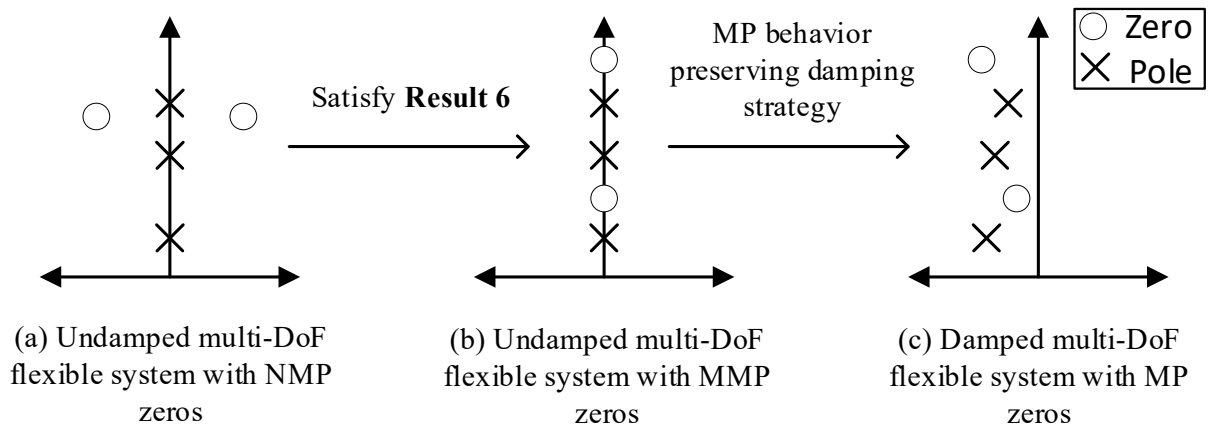 Satisfy Result 6
MP behavior
preserving damping
strategy
Zero
Pole
(a) Undamped multi-DoF
flexible system with NMP
zeros
(b) Undamped multi-DoF
flexible system with MMP
zeros
(c) Damped multi-DoF
flexible system with MP
zeros